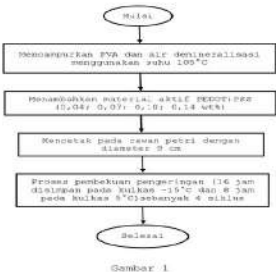 Mulai
Mencampurkan PVA dan air demineralisasi
menggunakan suhu 105°C
Menambahkan material aktif PEDOT:PSS
(0,04; 0,07; 0,10; 0,14 wt%)
Mencetak pada cawan petri dengan
diameter 9 cm
Proses pembekuan pengeringan (16 jam
disimpan pada kulkas -15°C dan 8 jam
pada kulkas 5°C)sebanyak 4 siklus
Selesai
Gambar 1